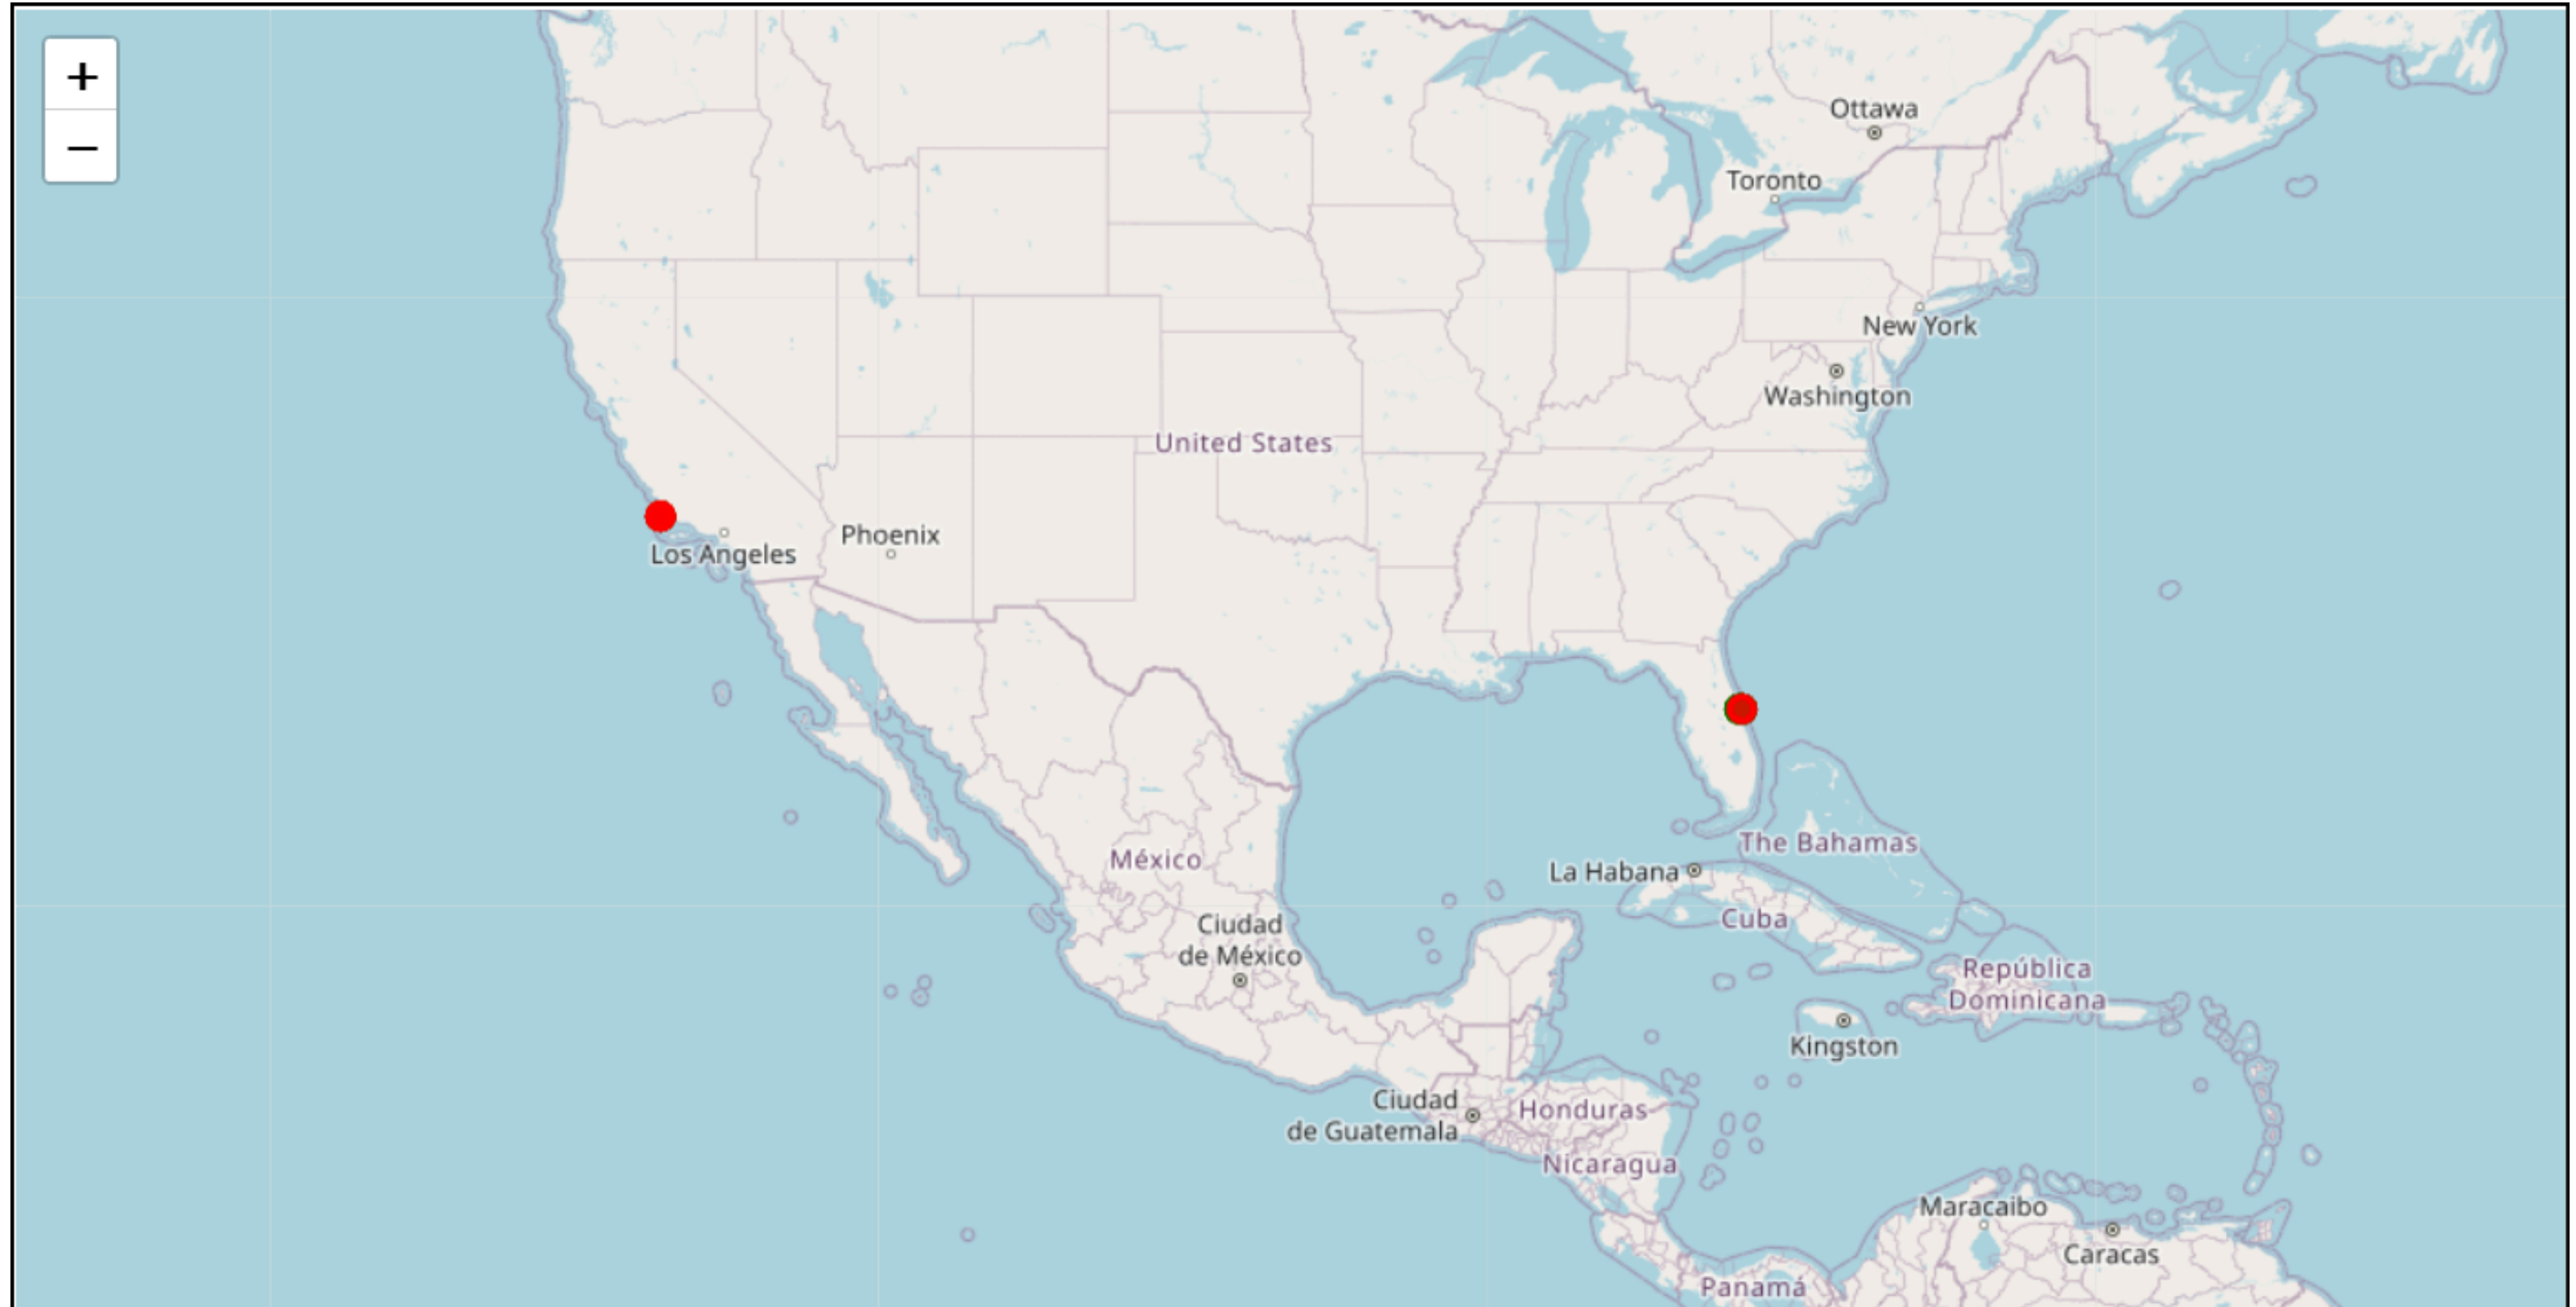 +
−
Ottawa
Toronto
New York
Washington
United States
Los Angeles
Phoenix
México
The Bahamas
La Habana
Cuba
Ciudad
de México
República
Dominicana
Kingston
Ciudad
de Guatemala
Honduras
Nicaragua
Maracaibo
Caracas
Panamá